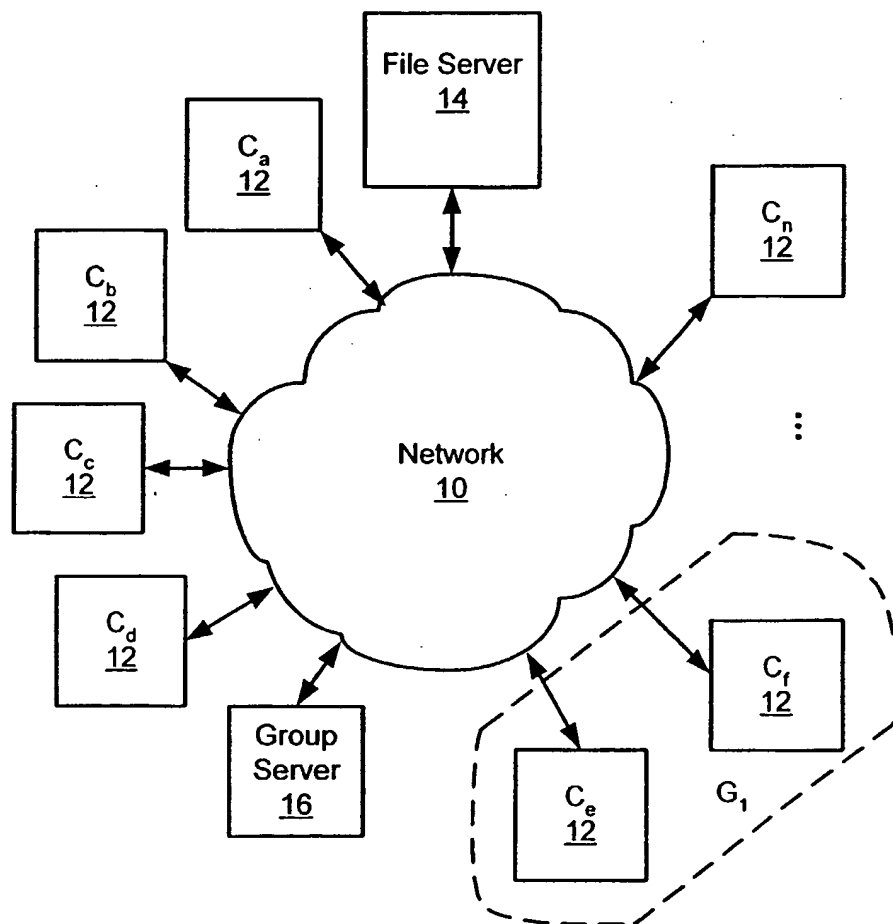 File Server
14
C_a
12
C_n
12
C_b
12
C_c
12
Network
10
C_d
12
C_f
12
Group
Server
16
C_e
12
G_1
...